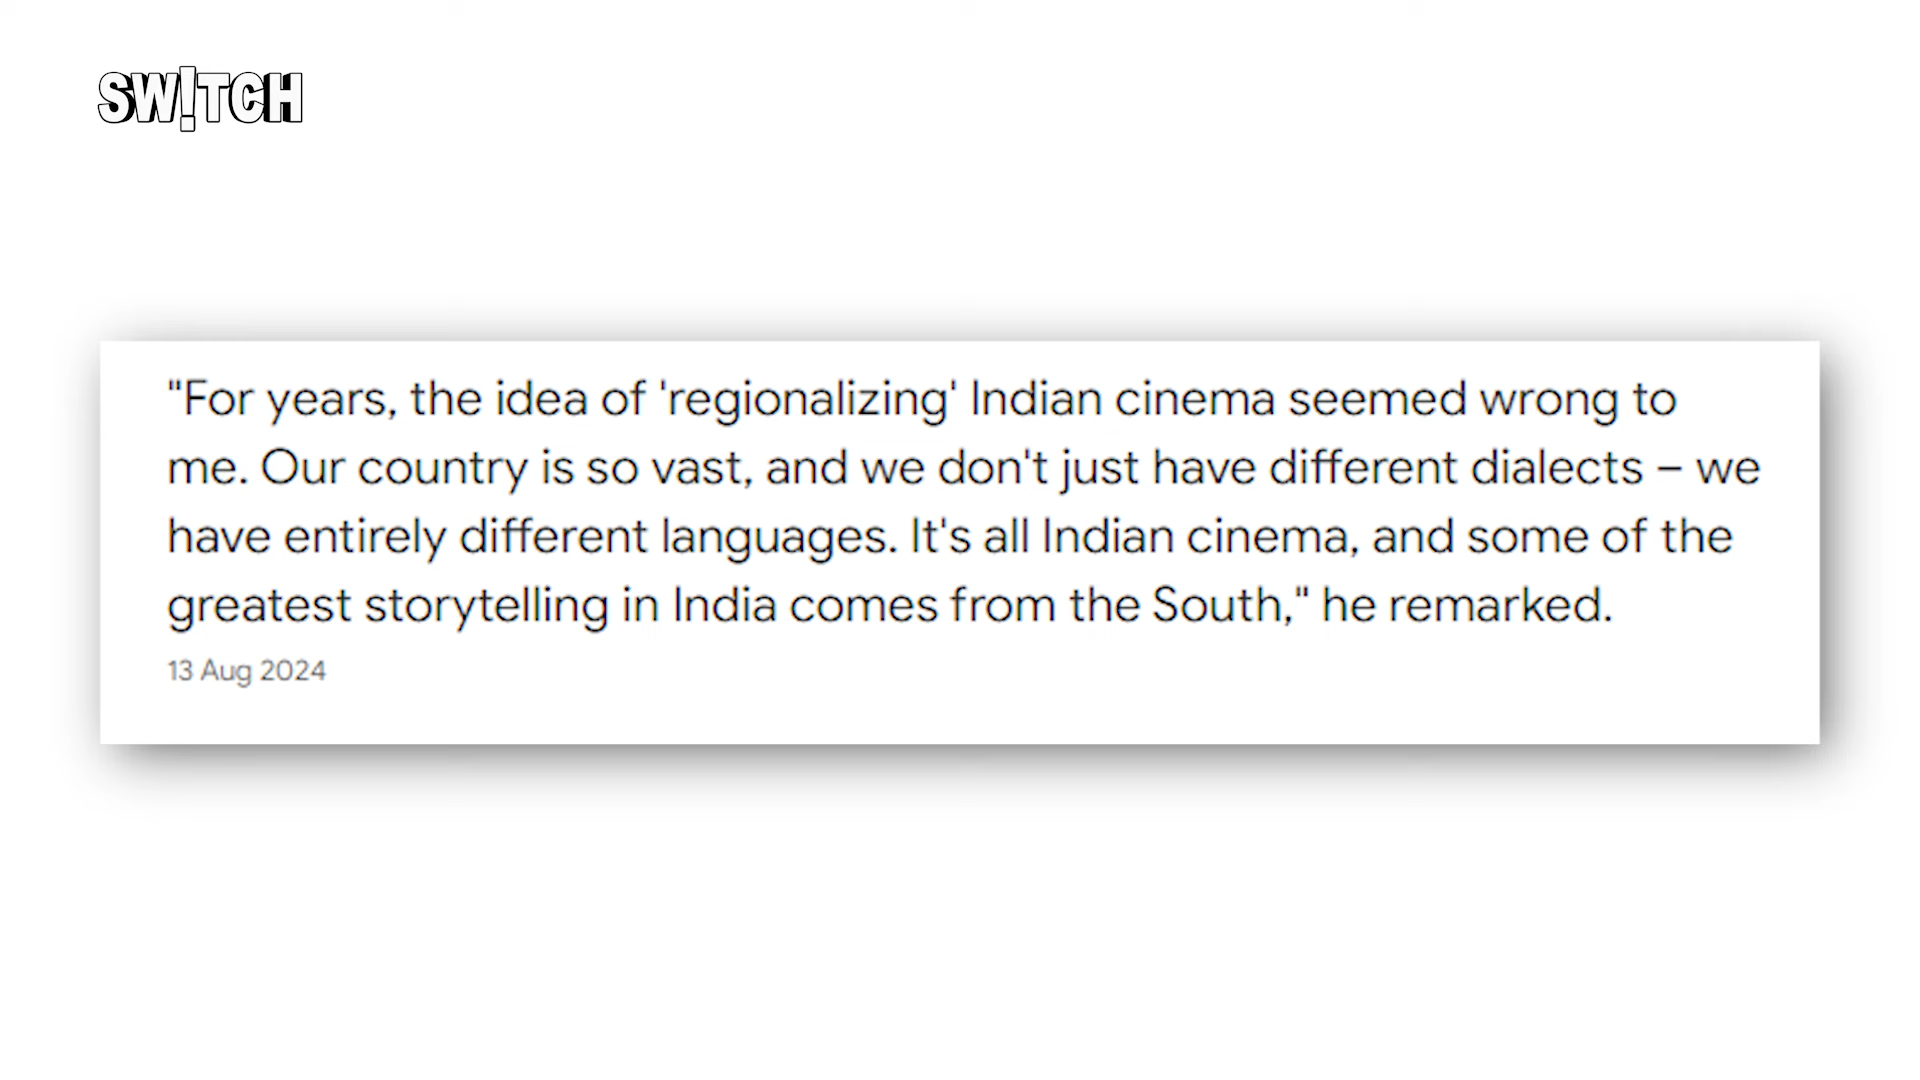 SW!TCH
"For years, the idea of 'regionalizing' Indian cinema seemed wrong to
me. Our country is so vast, and we don't just have different dialects – we
have entirely different languages. It's all Indian cinema, and some of the
greatest storytelling in India comes from the South," he remarked.
13 Aug 2024